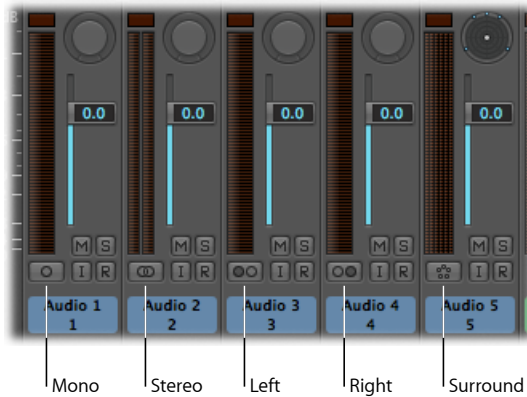 B
0.0 0.0 0.0 0.0 0.0
M S M S M S M S M S
I R I R I R I R I R
Audio 1 Audio 2 Audio 3 Audio 4 Audio 5
1 2 3 4 5
Mono Stereo Left Right Surround